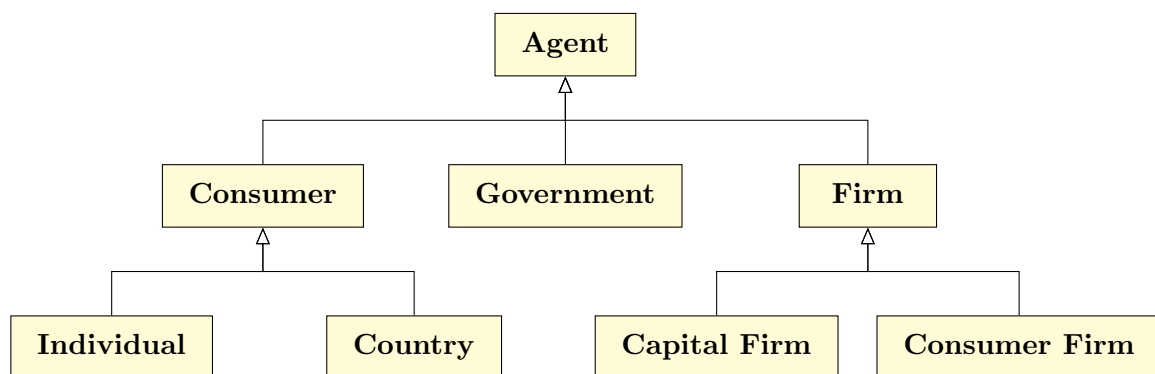 Agent
Consumer
Government
Firm
Individual
Country
Capital Firm
Consumer Firm